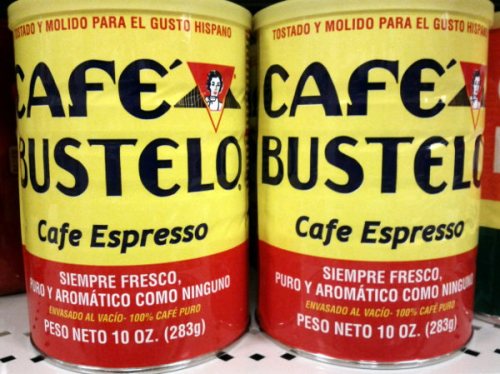 TOSTADO Y MOLIDO PARA EL GUSTO HISPANO
CAFÉ
BUSTELO
Cafe Espresso
SIEMPRE FRESCO,
PURO Y AROMÁTICO COMO NINGUNO
ENVASADO AL VACÍO- 100% CAFÉ PURO
PESO NETO 10 OZ. (283g)
TOSTADO Y MOLIDO PARA EL GUSTO HISPANO
CAFÉ
BUSTELO
Cafe Espresso
SIEMPRE FRESCO,
PURO Y AROMÁTICO COMO NINGUNO
ENVASADO AL VACÍO- 100% CAFÉ PURO
PESO NETO 10 OZ. (283g)